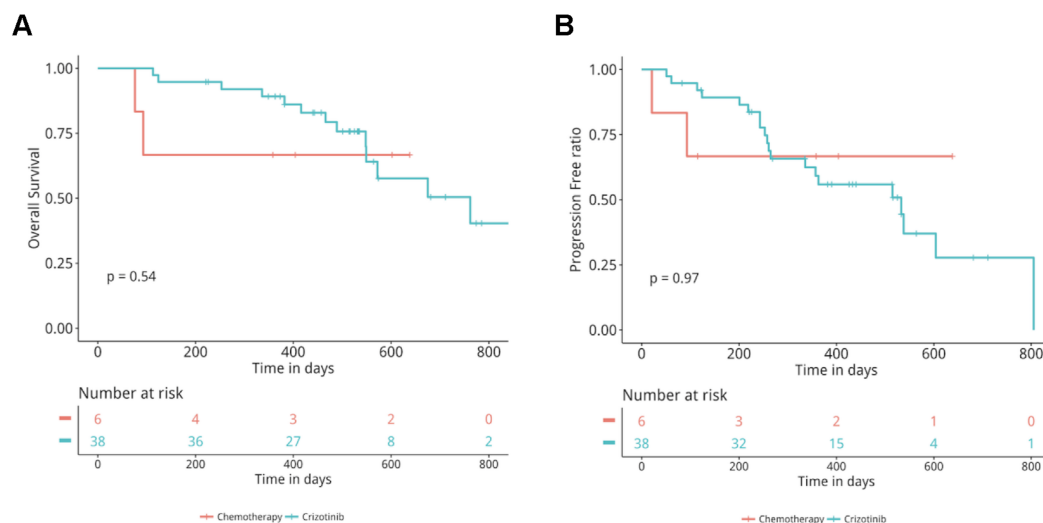 A
Overall Survival
1.00
0.75
0.50
0.25
0.00
p = 0.54
0 200 400 600 800
Time in days
Number at risk
6 4 3 2 0
38 36 27 8 2
0 200 400 600 800
Time in days
Chemotherapy Crizotinib
B
Progression Free ratio
1.00
0.75
0.50
0.25
0.00
p = 0.97
0 200 400 600 800
Time in days
Number at risk
6 3 2 1 0
38 32 15 4 1
0 200 400 600 800
Time in days
Chemotherapy Crizotinib